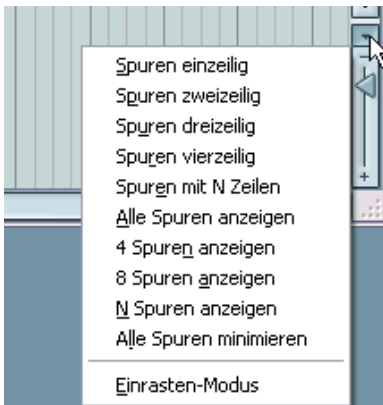 Spuren einzeilig
Spuren zweizeilig
Spuren dreizeilig
Spuren vierzeilig
Spuren mit N Zeilen
Alle Spuren anzeigen
4 Spuren anzeigen
8 Spuren anzeigen
N Spuren anzeigen
Alle Spuren minimieren
Einrasten-Modus